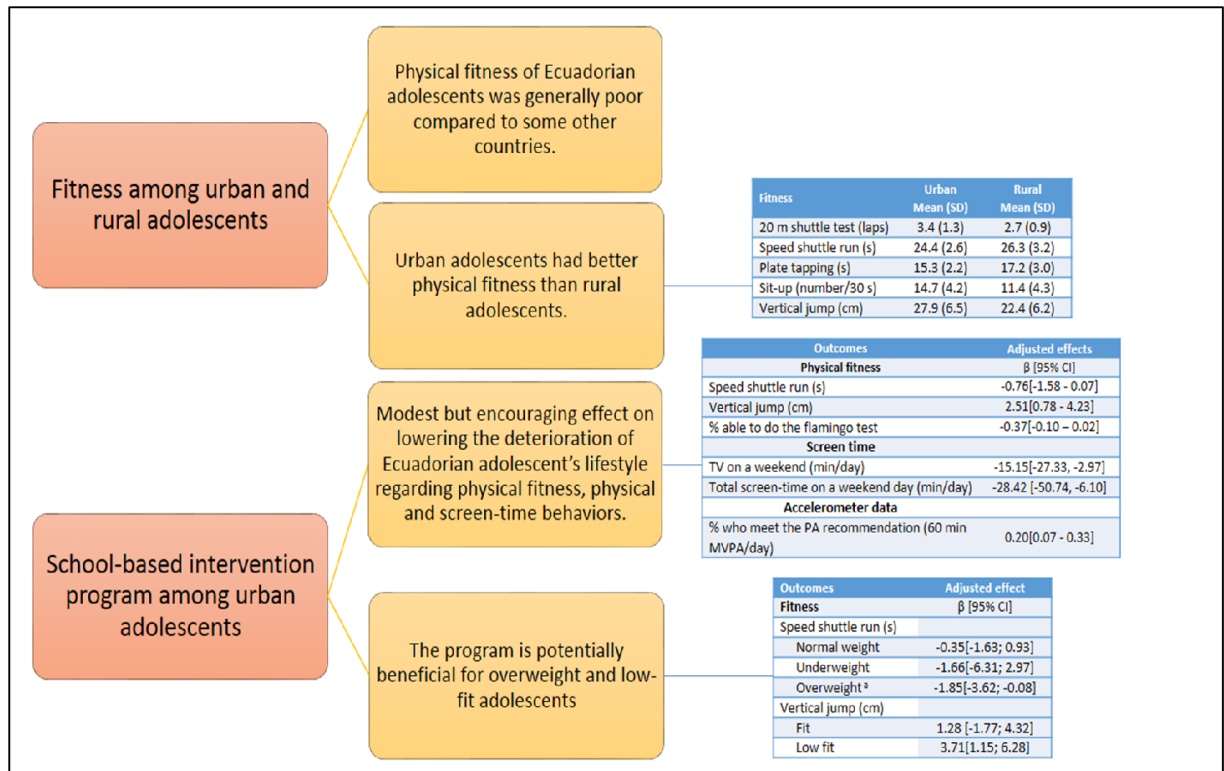 Fitness among urban and
rural adolescents
Physical fitness of Ecuadorian
adolescents was generally poor
compared to some other
countries.
Urban adolescents had better
physical fitness than rural
adolescents.
Fitness Urban Mean (SD) Rural Mean (SD)
20 m shuttle test (laps) 3.4 (1.3) 2.7 (0.9)
Speed shuttle run (s) 24.4 (2.6) 26.3 (3.2)
Plate tapping (s) 15.3 (2.2) 17.2 (3.0)
Sit-up (number/30 s) 14.7 (4.2) 11.4 (4.3)
Vertical jump (cm) 27.9 (6.5) 22.4 (6.2)
School-based intervention
program among urban
adolescents
Modest but encouraging effect on
lowering the deterioration of
Ecuadorian adolescent’s lifestyle
regarding physical fitness, physical
and screen-time behaviors.
Outcomes Adjusted effects
Physical fitness β [95% CI]
Speed shuttle run (s) -0.76[-1.58 - 0.07]
Vertical jump (cm) 2.51[0.78 - 4.23]
% able to do the flamingo test -0.37[-0.10 – 0.02]
Screen time
TV on a weekend (min/day) -15.15[-27.33, -2.97]
Total screen-time on a weekend day (min/day) -28.42 [-50.74, -6.10]
Accelerometer data
% who meet the PA recommendation (60 min
MVPA/day) 0.20[0.07 - 0.33]
The program is potentially
beneficial for overweight and low-
fit adolescents
Outcomes Adjusted effect
Fitness β [95% CI]
Speed shuttle run (s)
Normal weight -0.35[-1.63; 0.93]
Underweight -1.66[-6.31; 2.97]
Overweight ª -1.85[-3.62; -0.08]
Vertical jump (cm)
Fit 1.28 [-1.77; 4.32]
Low fit 3.71[1.15; 6.28]